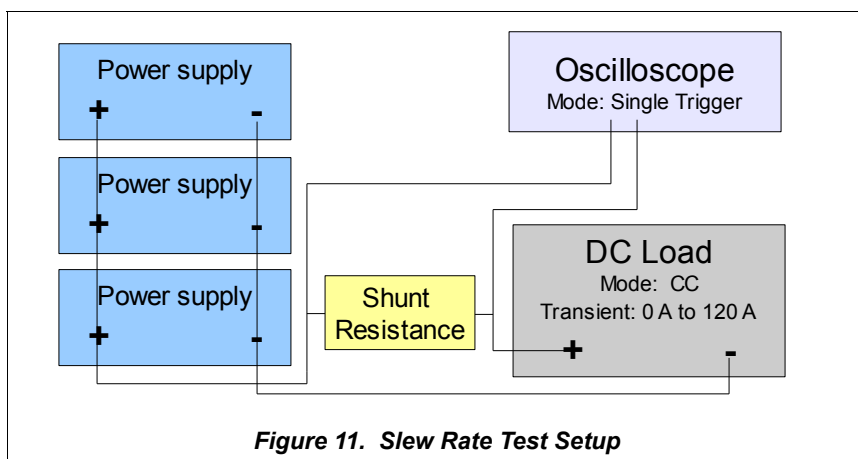 Power supply
+ -
Power supply
+ -
Power supply
+ -
Shunt
Resistance
Oscilloscope
Mode: Single Trigger
DC Load
Mode: CC
Transient: 0 A to 120 A
+ -
Figure 11. Slew Rate Test Setup